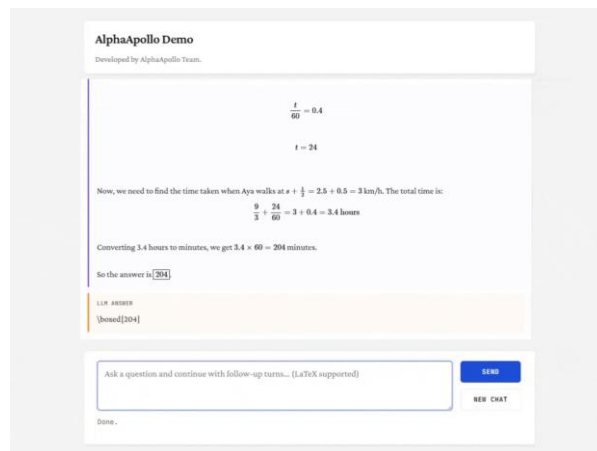 AlphaApollo Demo
Developed by AlphaApollo Team.
t/60 = 0.4
t = 24
Now, we need to find the time taken when Aya walks at s + 1/2 = 2.5 + 0.5 = 3 km/h. The total time is:
9/3 + 24/60 = 3 + 0.4 = 3.4 hours
Converting 3.4 hours to minutes, we get 3.4 × 60 = 204 minutes.
So the answer is 204.
LLM ANSWER
\boxed{204}
Ask a question and continue with follow-up turns... (LaTeX supported)
SEND
NEW CHAT
Done.